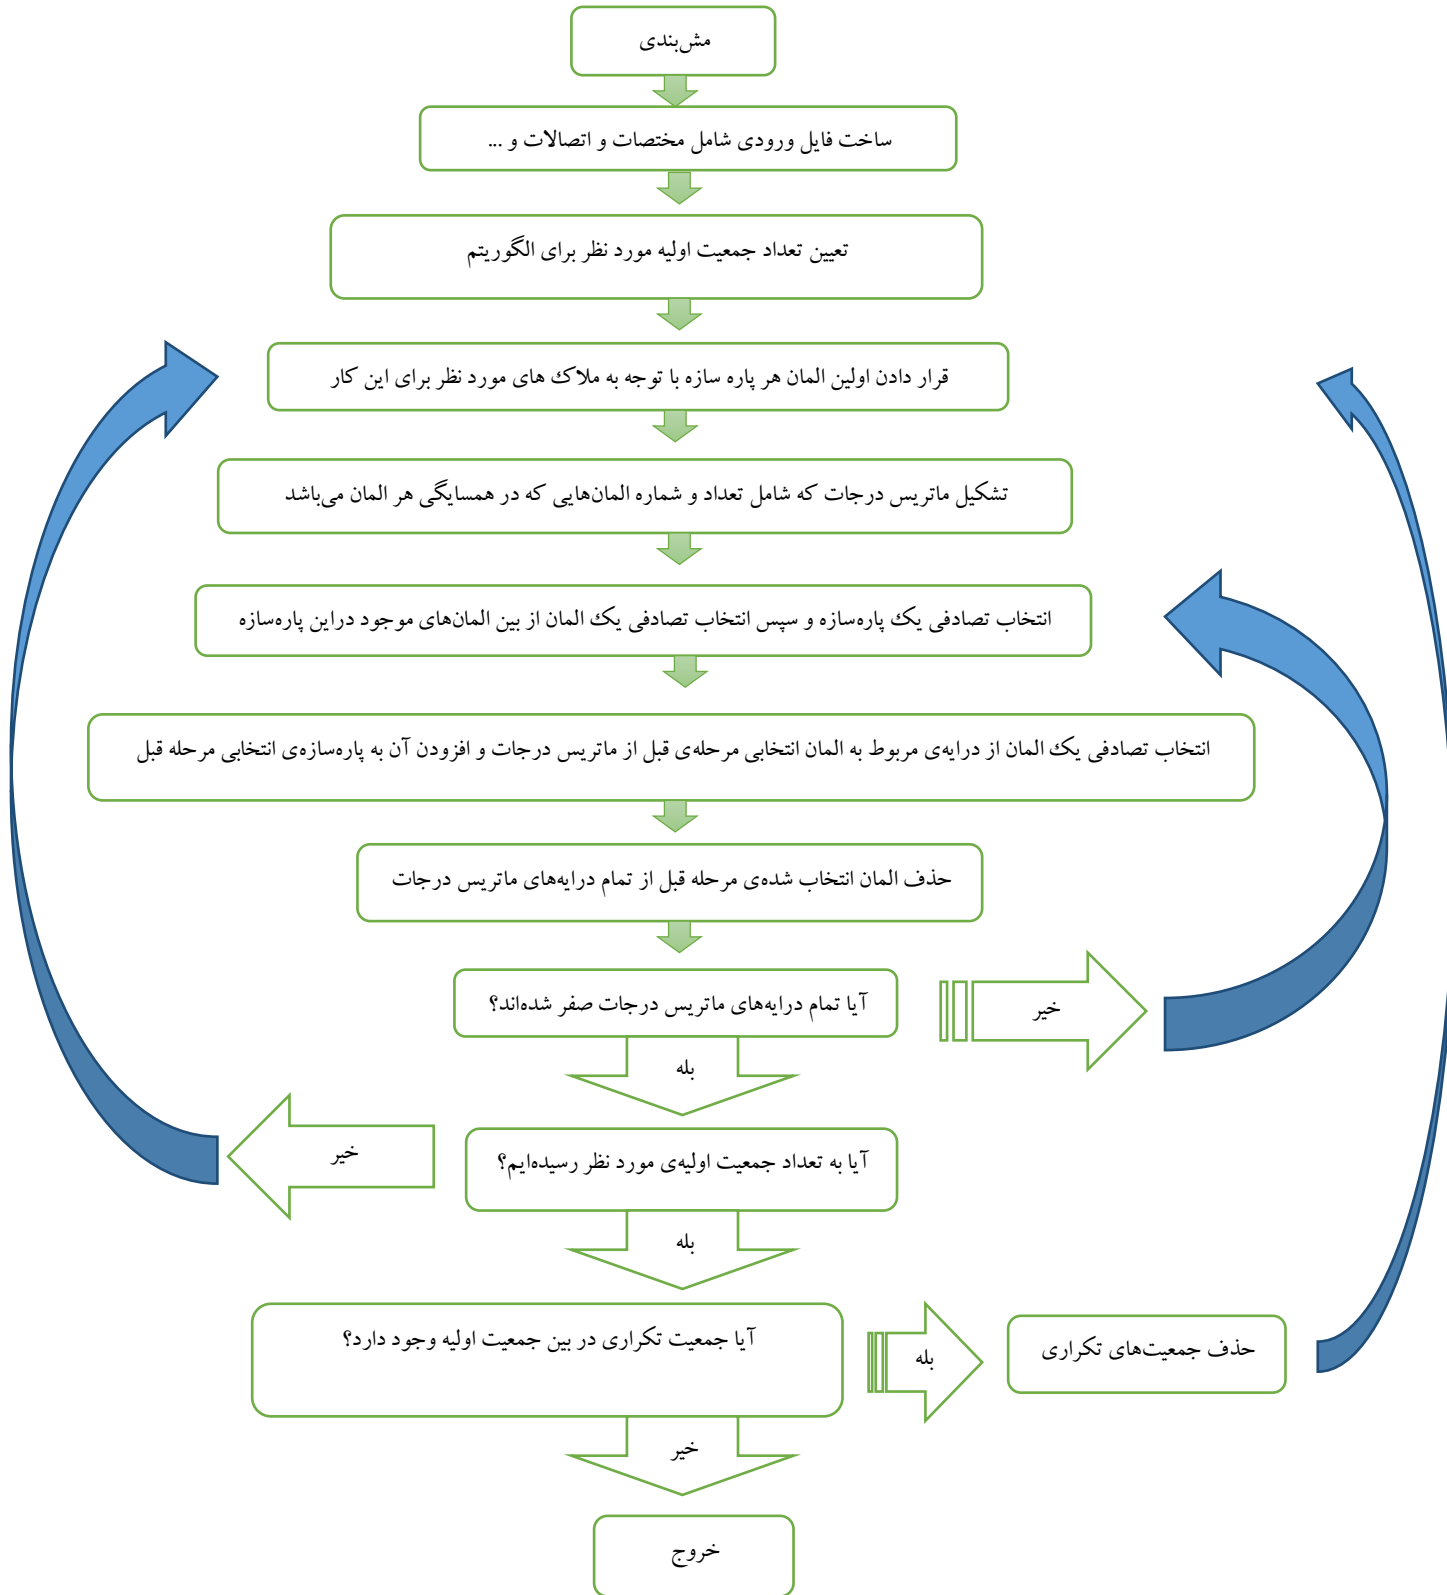 مش‌بندی
ساخت فایل ورودی شامل مختصات و اتصالات و ...
تعیین تعداد جمعیت اولیه مورد نظر برای الگوریتم
قرار دادن اولین المان هر پاره سازه با توجه به ملاک های مورد نظر برای این کار
تشکیل ماتریس درجات که شامل تعداد و شماره المان‌هایی که در همسایگی هر المان می‌باشد
انتخاب تصادفی یک پاره‌سازه و سپس انتخاب تصادفی یک المان از بین المان‌های موجود دراین پاره‌سازه
انتخاب تصادفی یک المان از درایه‌ی مربوط به المان انتخابی مرحله‌ی قبل از ماتریس درجات و افزودن آن به پاره‌سازه‌ی انتخابی مرحله قبل
حذف المان انتخاب شده‌ی مرحله قبل از تمام درایه‌های ماتریس درجات
آیا تمام درایه‌های ماتریس درجات صفر شده‌اند؟
خیر
بله
آیا به تعداد جمعیت اولیه‌ی مورد نظر رسیده‌ایم؟
خیر
بله
آیا جمعیت تکراری در بین جمعیت اولیه وجود دارد؟
بله
حذف جمعیت‌های تکراری
خیر
خروج